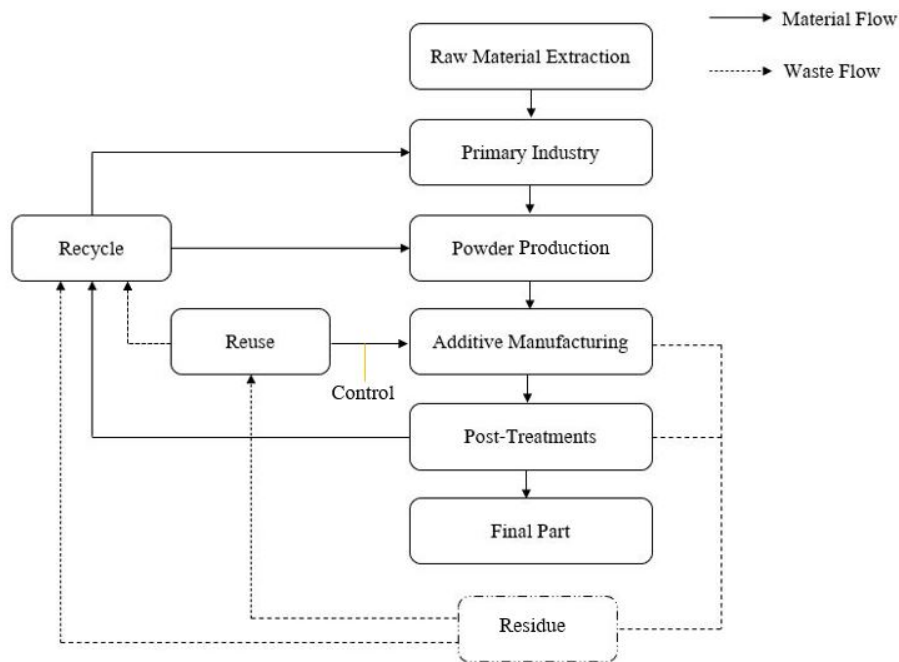 Material Flow
Raw Material Extraction
Waste Flow
Primary Industry
Recycle
Powder Production
Reuse
Additive Manufacturing
Control
Post-Treatments
Final Part
Residue